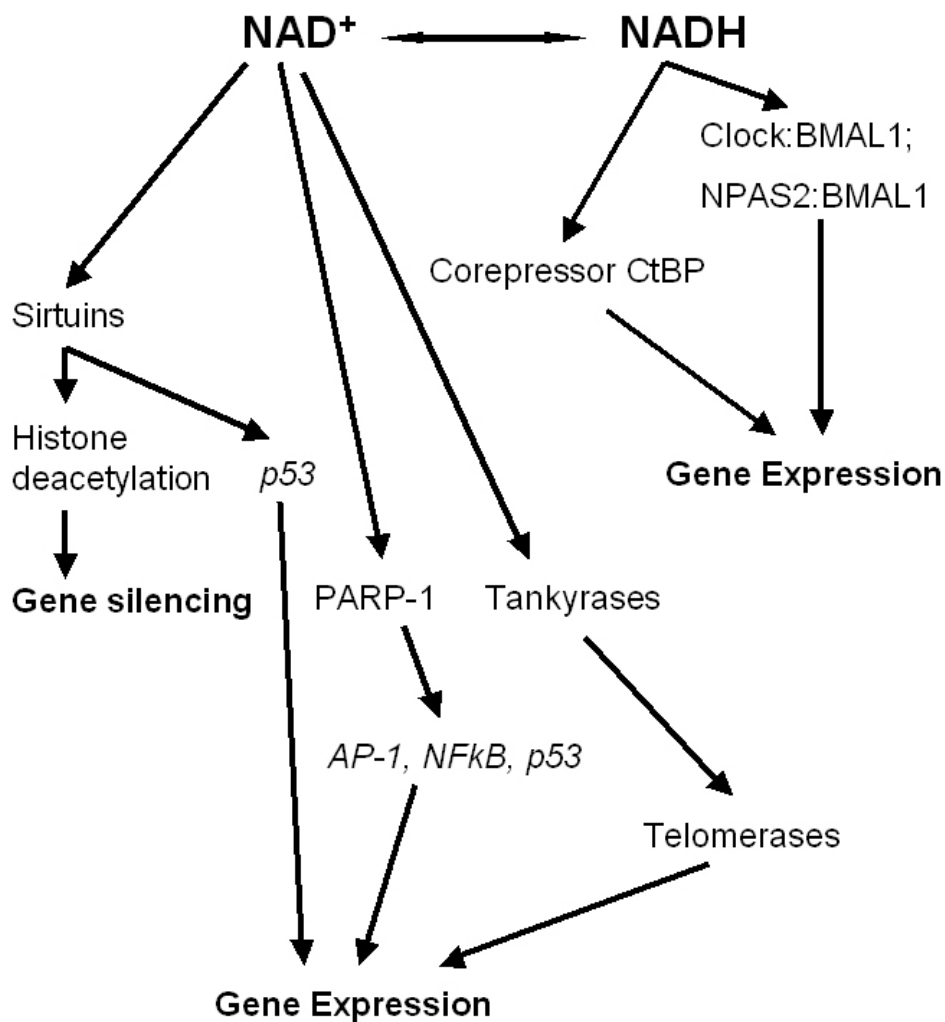 NAD⁺ NADH
Clock:BMAL1;
NPAS2:BMAL1
Corepressor CtBP
Sirtuins
Histone
deacetylation
p53
Gene Expression
Gene silencing
PARP-1
Tankyrases
AP-1, NFkB, p53
Telomerases
Gene Expression